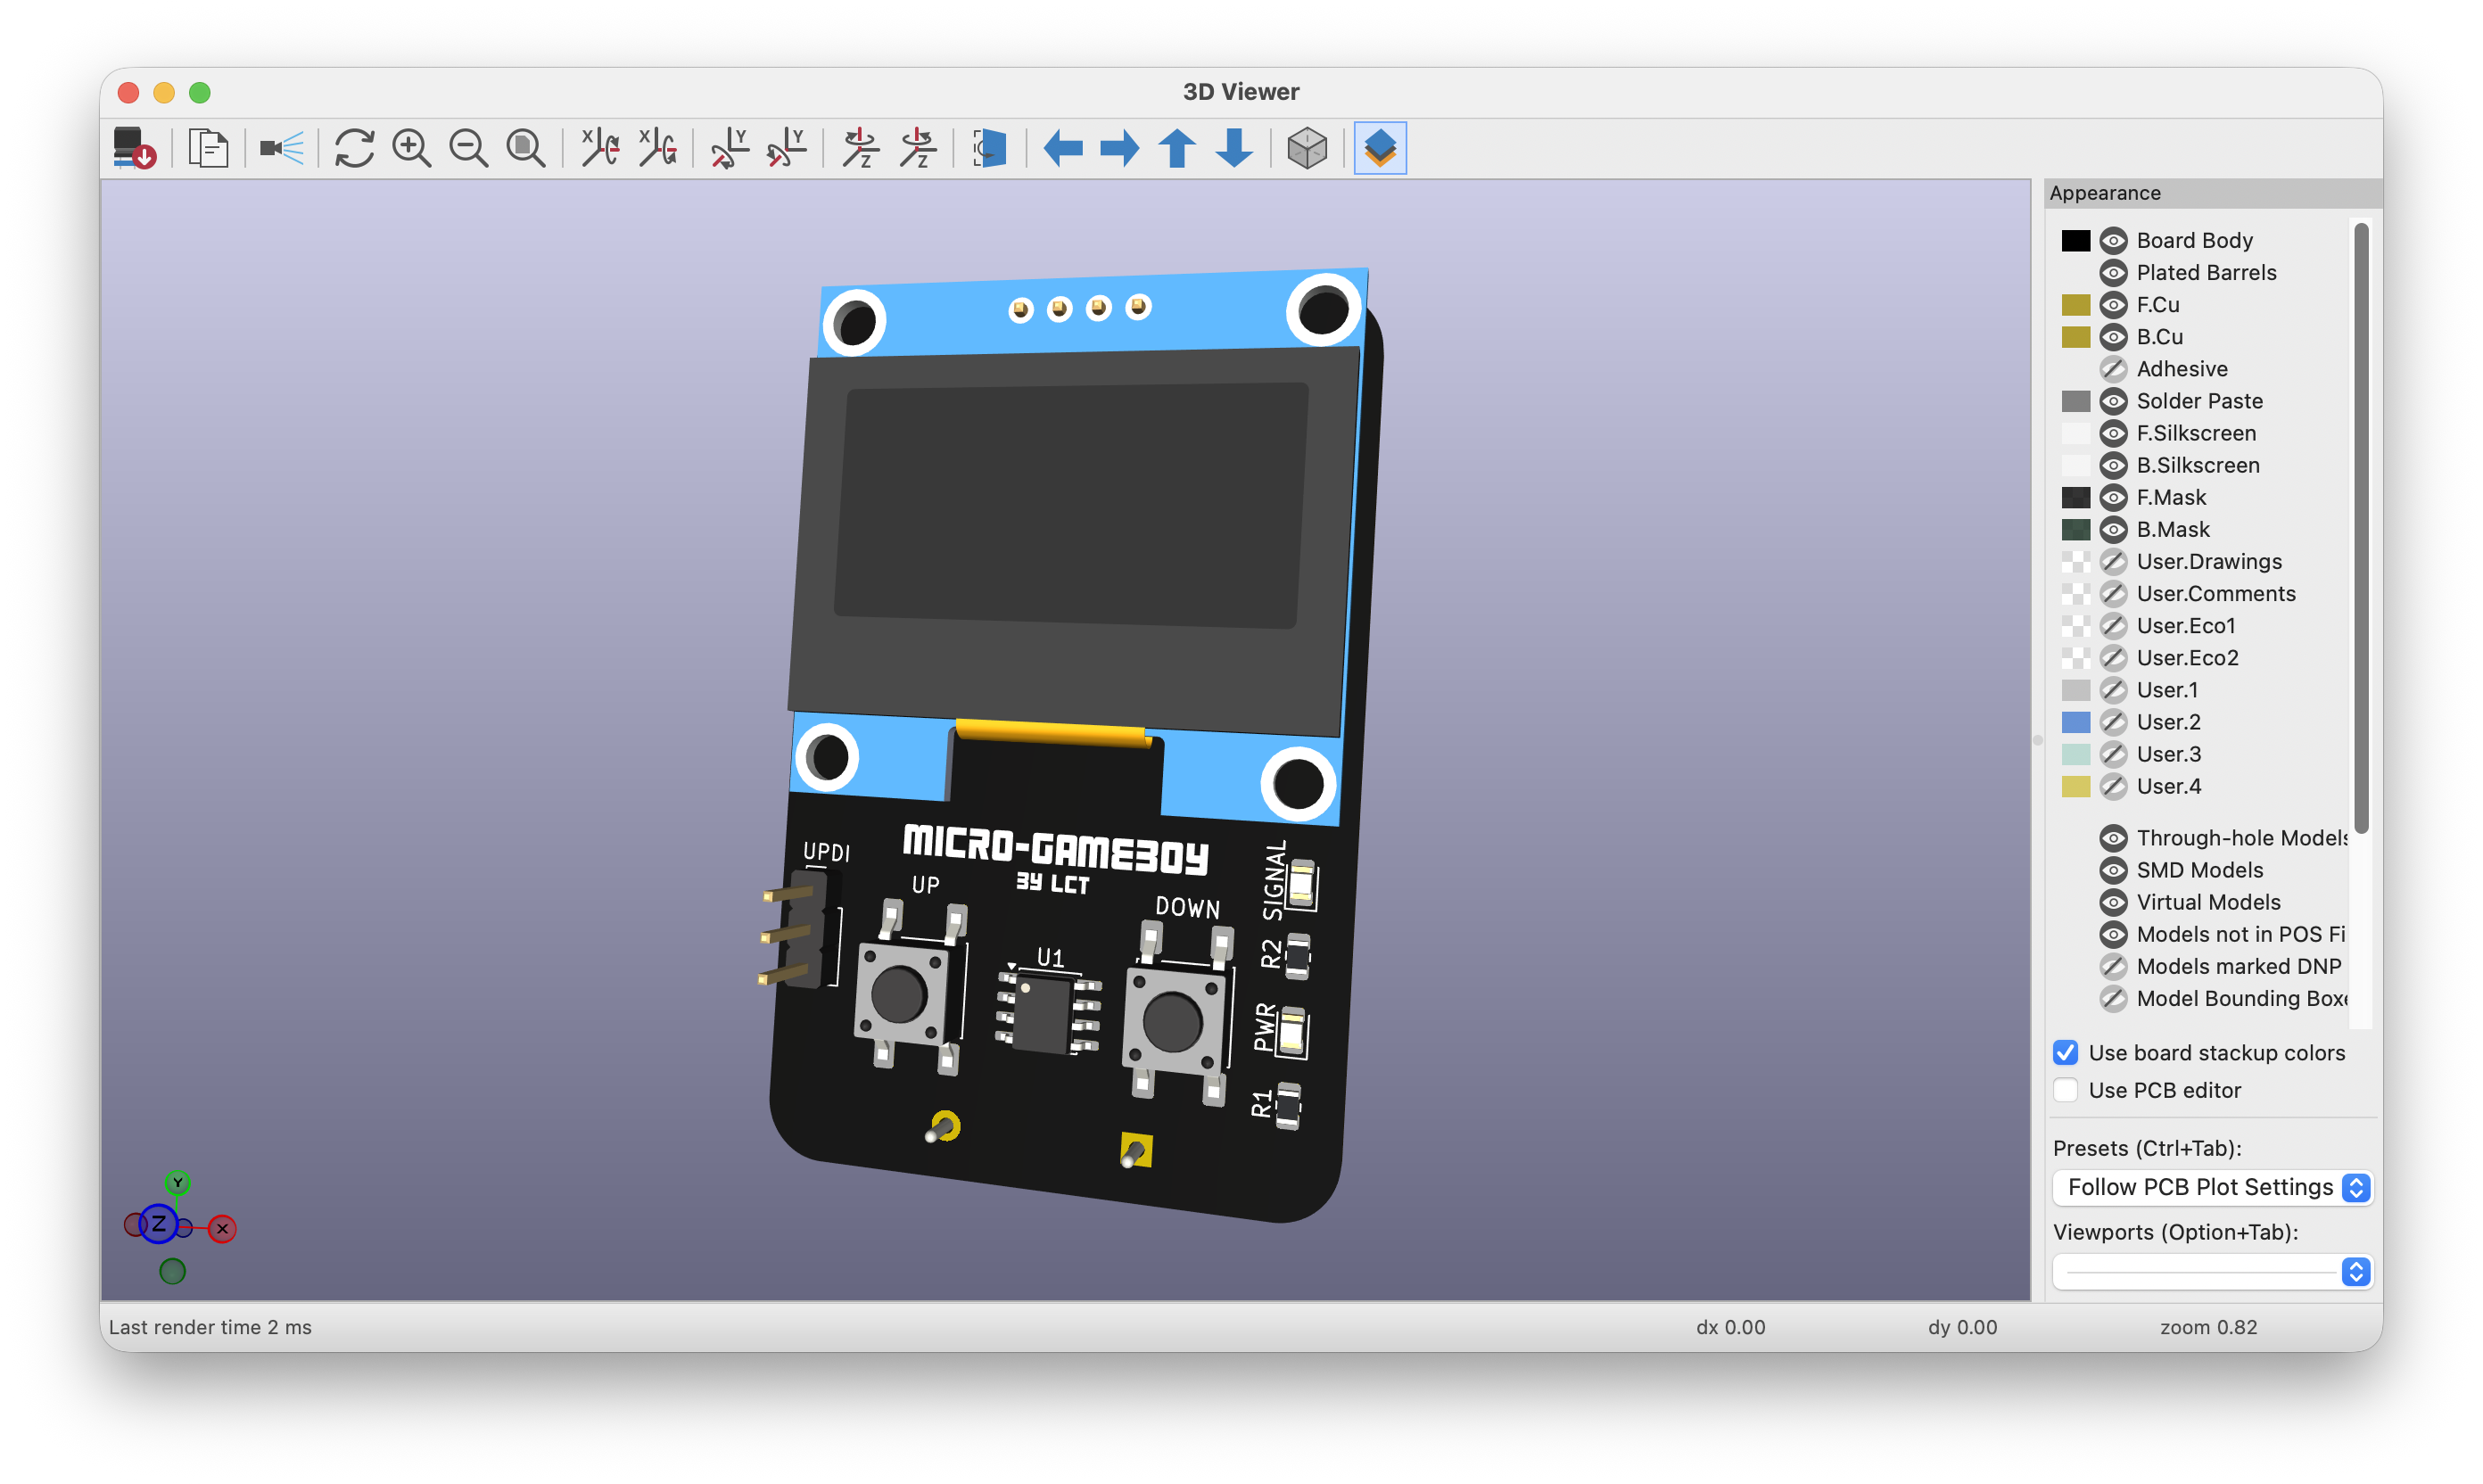 3D Viewer
X
X
Y
Y
Z
Z
Appearance
Board Body
Plated Barrels
F.Cu
B.Cu
Adhesive
Solder Paste
F.Silkscreen
B.Silkscreen
F.Mask
B.Mask
User.Drawings
User.Comments
User.Eco1
User.Eco2
User.1
User.2
User.3
User.4
Through-hole Models
SMD Models
Virtual Models
Models not in POS Fi
Models marked DNP
Model Bounding Boxe
Use board stackup colors
Use PCB editor
Presets (Ctrl+Tab):
Follow PCB Plot Settings
Viewports (Option+Tab):
MICRO-GAMEBOY
BY LCT
UPDI
UP
DOWN
U1
SIGNAL
R2
PWR
R1
Y
Z
X
Last render time 2 ms
dx 0.00
dy 0.00
zoom 0.82